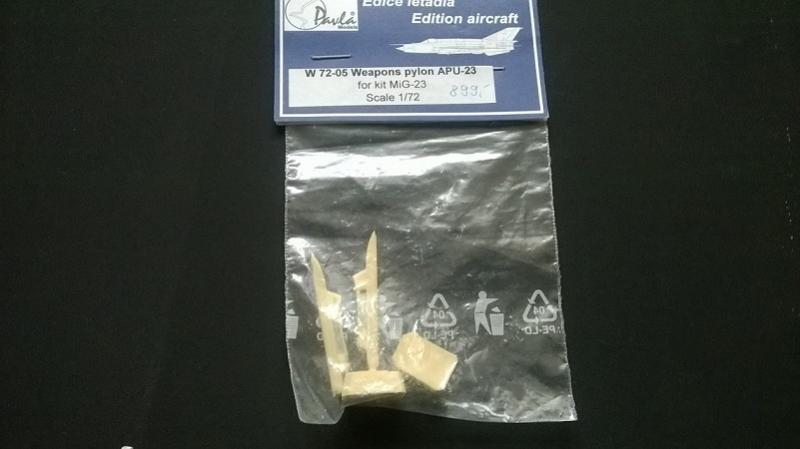 Edice letadla
Pavla
Models
Edition aircraft
W 72-05 Weapons pylon APU-23
for kit MiG-23
Scale 1/72
899,-
04
PE-LD
04
PE-LD